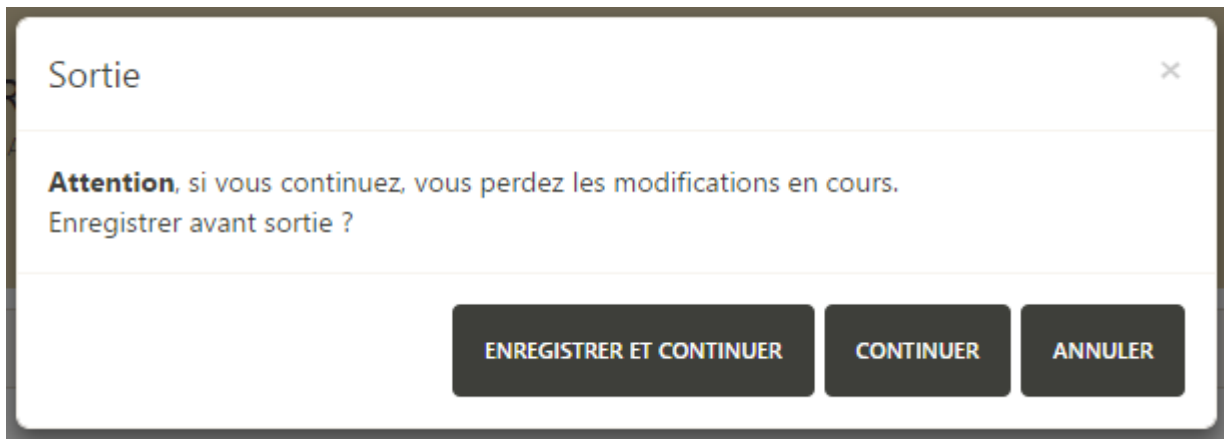 Sortie
×
Attention, si vous continuez, vous perdez les modifications en cours.
Enregistrer avant sortie ?
ENREGISTRER ET CONTINUER
CONTINUER
ANNULER